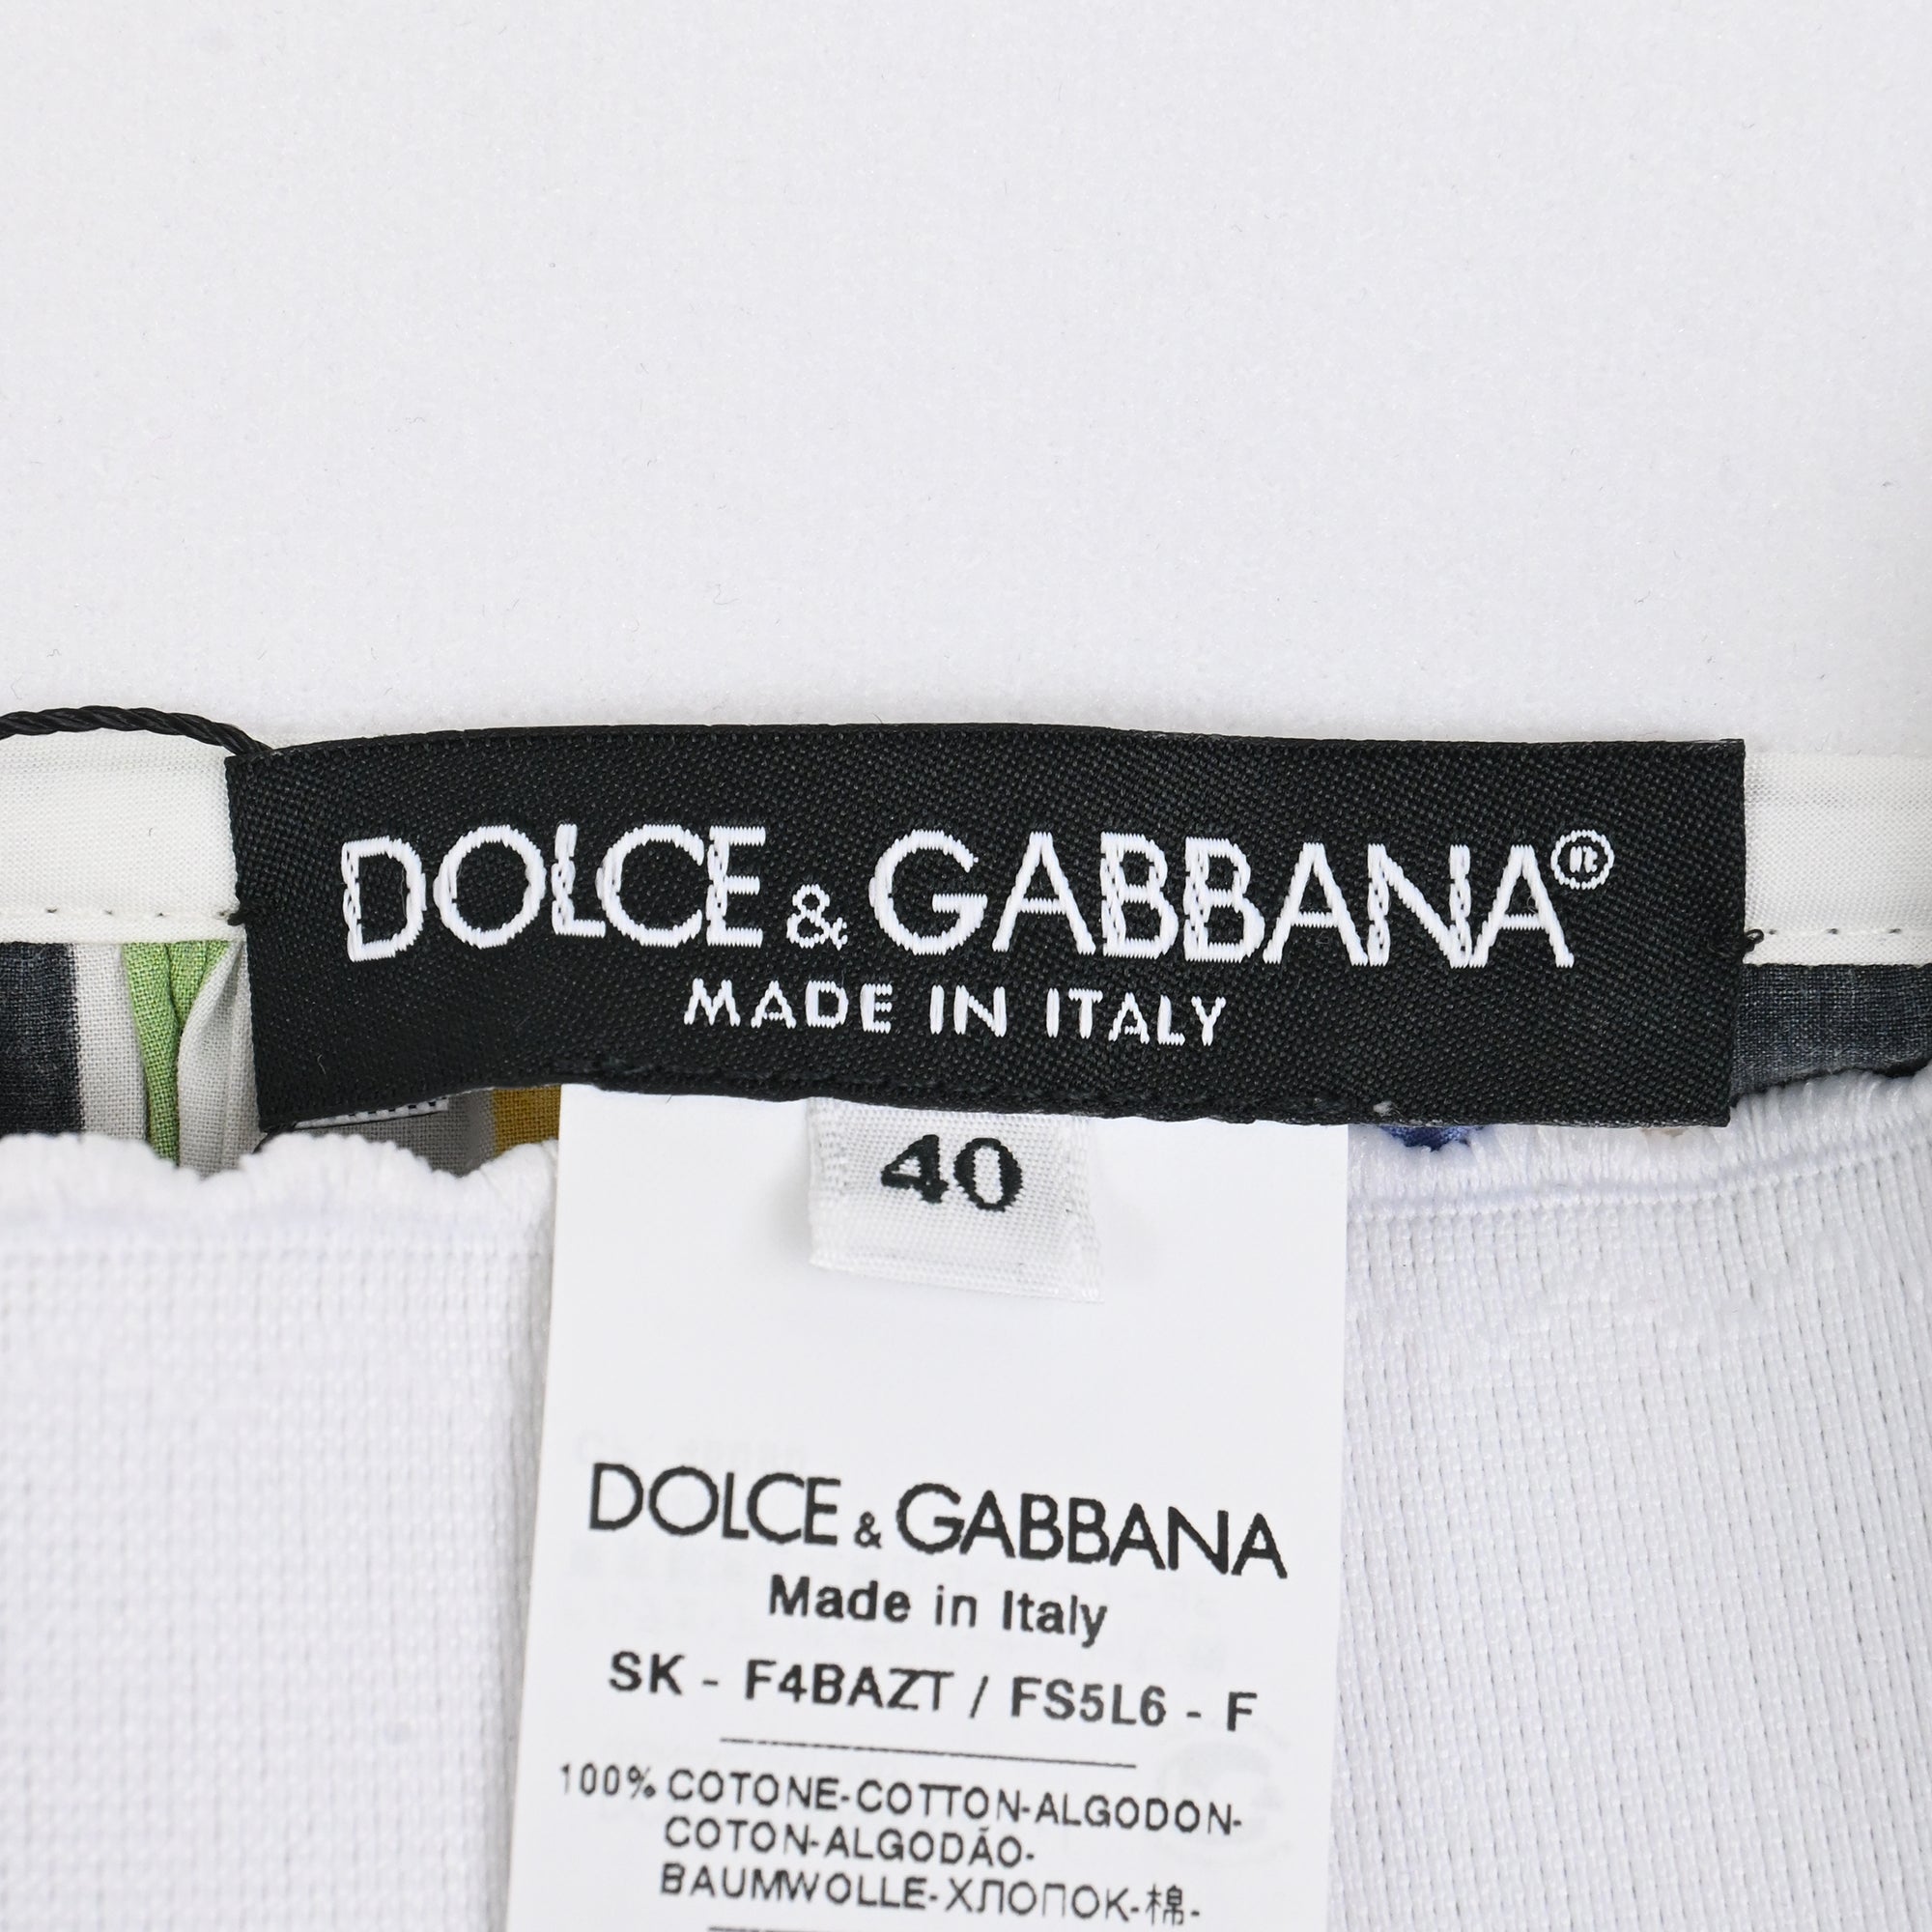 DOLCE & GABBANA®
MADE IN ITALY
40
DOLCE & GABBANA
Made in Italy
SK - F4BAZT / FS5L6 - F
100% COTONE-COTTON-ALGODON-
COTON-ALGODÃO-
BAUMWOLLE-ХЛОПОК-棉-